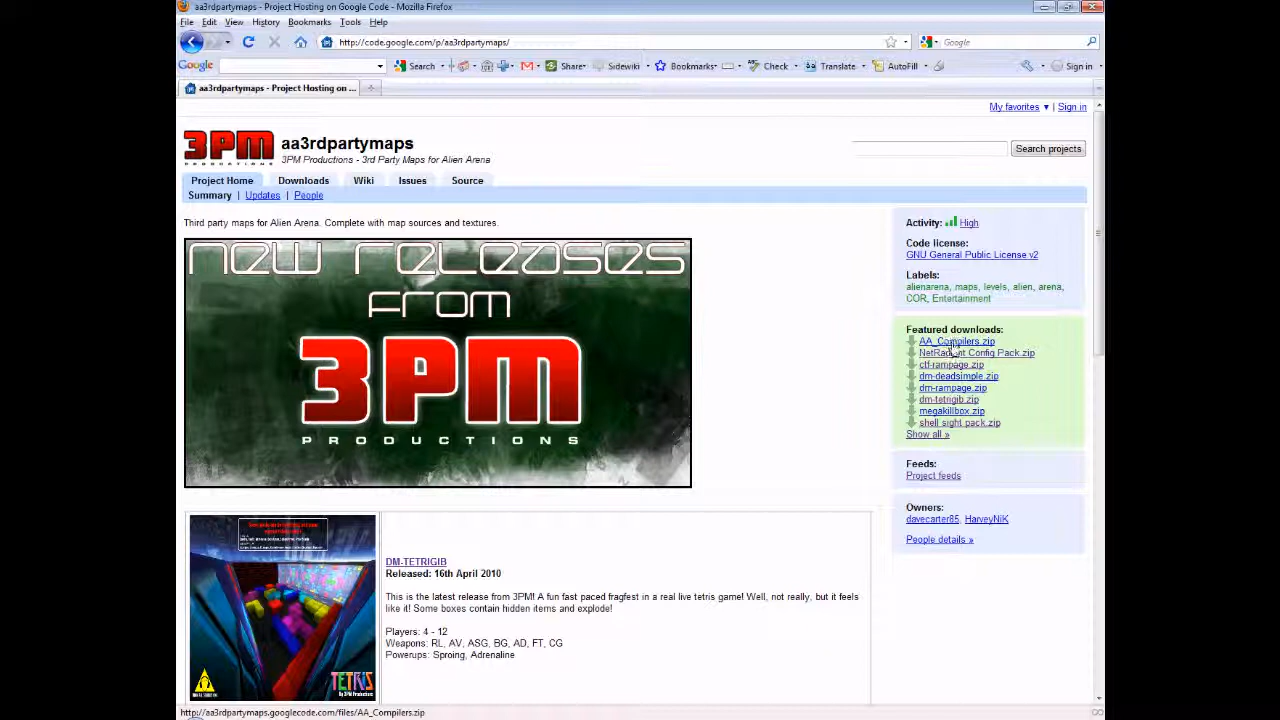 aa3rdpartymaps - Project Hosting on Google Code - Mozilla Firefox
File Edit View History Bookmarks Tools Help
http://code.google.com/p/aa3rdpartymaps/
Google
Google Search Share Sidewiki Bookmarks Check Translate AutoFill Sign in
aa3rdpartymaps - Project Hosting on ...
My favorites ▼ | Sign in
3PM
PRODUCTIONS
aa3rdpartymaps
3PM Productions - 3rd Party Maps for Alien Arena
Search projects
Project Home Downloads Wiki Issues Source
Summary | Updates | People
Third party maps for Alien Arena. Complete with map sources and textures.
NEW RELEASES
FROM
3PM
PRODUCTIONS
Activity: High
Code license:
GNU General Public License v2
Labels:
alienarena, maps, levels, alien, arena,
COR, Entertainment
Featured downloads:
AA_Compilers.zip
NetRadiant Config Pack.zip
ctf-rampage.zip
dm-deadsimple.zip
dm-rampage.zip
dm-tetrigib.zip
megakillbox.zip
shell sight pack.zip
Show all »
Feeds:
Project feeds
Owners:
davecarter85, HarveyNiK
People details »
DM-TETRIGIB
Released: 16th April 2010
This is the latest release from 3PM! A fun fast paced fragfest in a real live tetris game! Well, not really, but it feels
like it! Some boxes contain hidden items and explode!
Players: 4 - 12
Weapons: RL, AV, ASG, BG, AD, FT, CG
Powerups: Sproing, Adrenaline
TETRIS
By 3PM Productions
http://aa3rdpartymaps.googlecode.com/files/AA_Compilers.zip